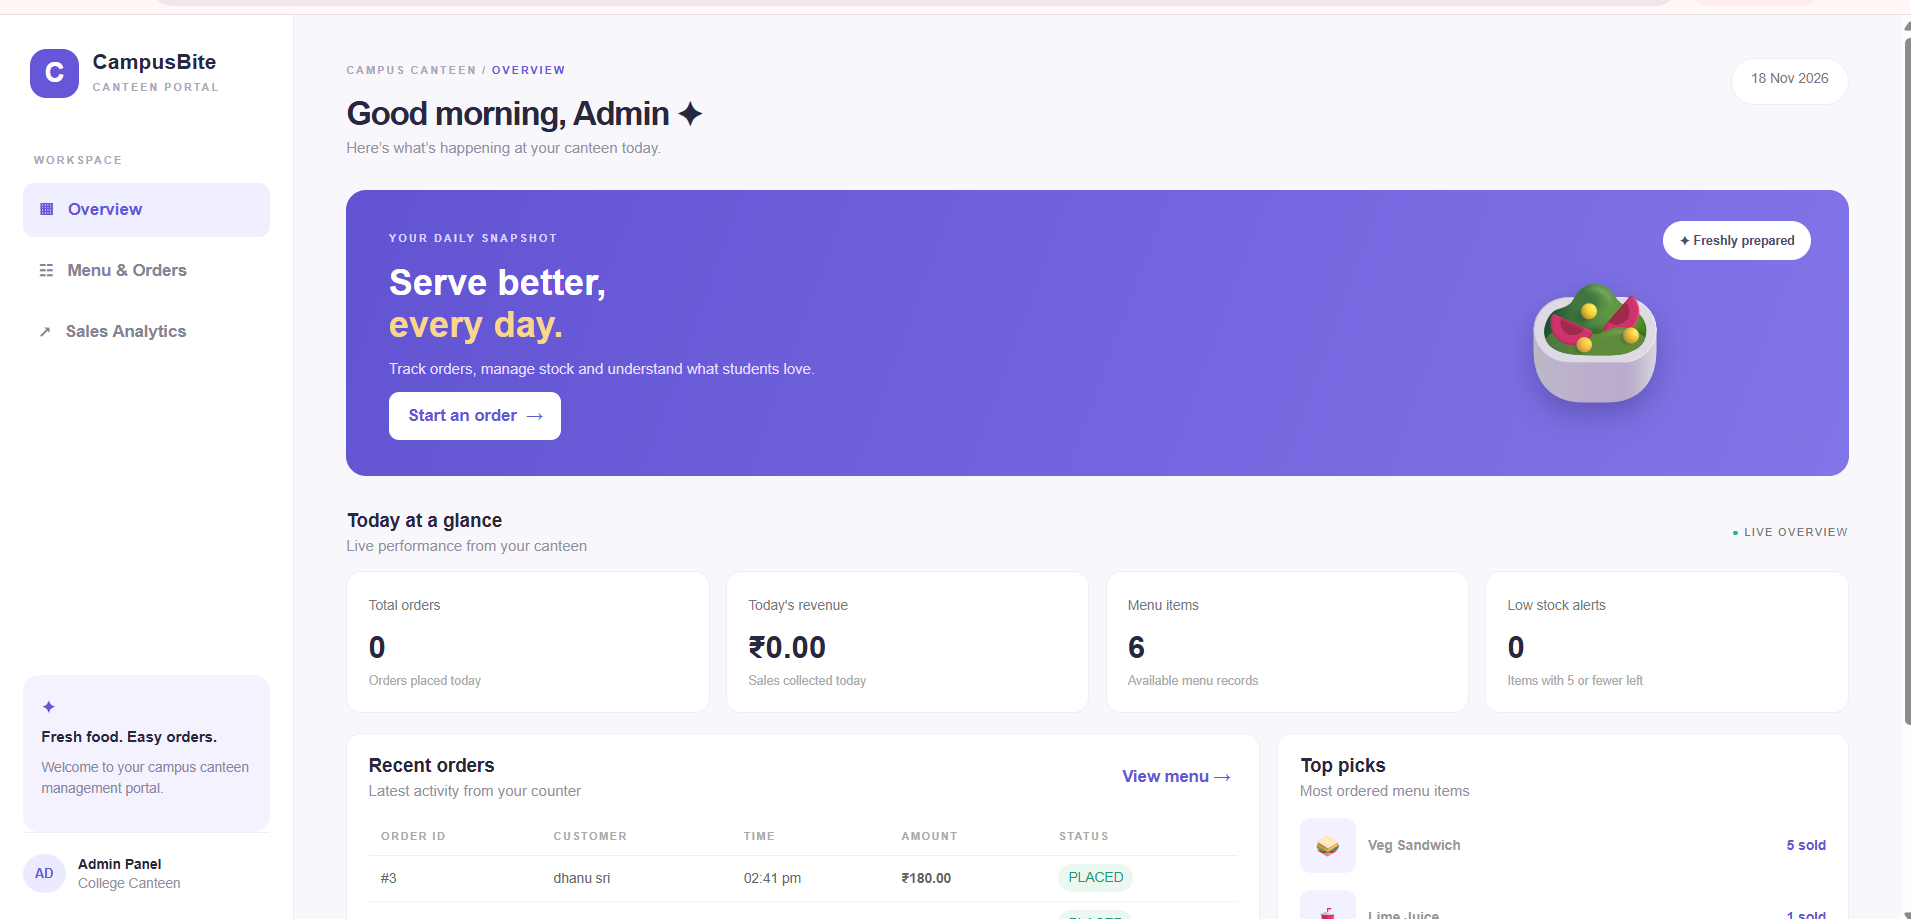 C
CampusBite
CANTEEN PORTAL
WORKSPACE
Overview
Menu & Orders
Sales Analytics
Fresh food. Easy orders.
Welcome to your campus canteen
management portal.
AD
Admin Panel
College Canteen
CAMPUS CANTEEN / OVERVIEW
18 Nov 2026
Good morning, Admin ✦
Here's what's happening at your canteen today.
YOUR DAILY SNAPSHOT
✦ Freshly prepared
Serve better,
every day.
Track orders, manage stock and understand what students love.
Start an order →
Today at a glance
Live performance from your canteen
● LIVE OVERVIEW
Total orders
0
Orders placed today
Today's revenue
₹0.00
Sales collected today
Menu items
6
Available menu records
Low stock alerts
0
Items with 5 or fewer left
Recent orders
Latest activity from your counter
View menu →
ORDER ID CUSTOMER TIME AMOUNT STATUS
#3 dhanu sri 02:41 pm ₹180.00 PLACED
PLACED
Top picks
Most ordered menu items
Veg Sandwich 5 sold
Lime Juice 1 sold